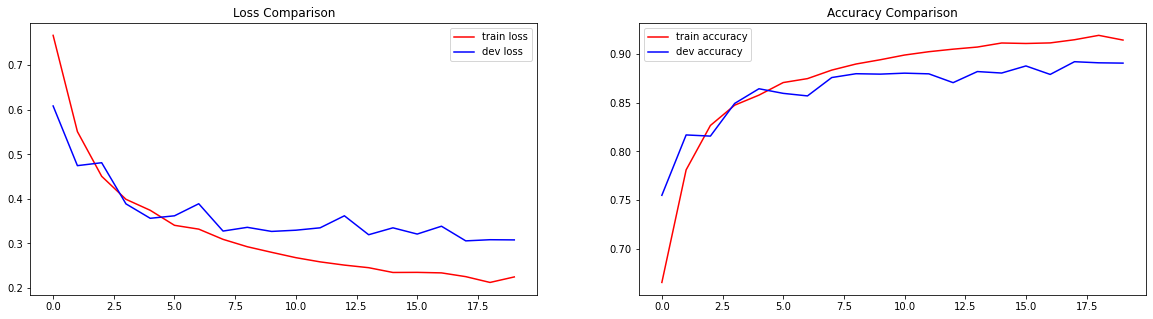 Loss Comparison
train loss
dev loss
0.7
0.6
0.5
0.4
0.3
0.2
0.0 2.5 5.0 7.5 10.0 12.5 15.0 17.5
Accuracy Comparison
train accuracy
dev accuracy
0.90
0.85
0.80
0.75
0.70
0.0 2.5 5.0 7.5 10.0 12.5 15.0 17.5